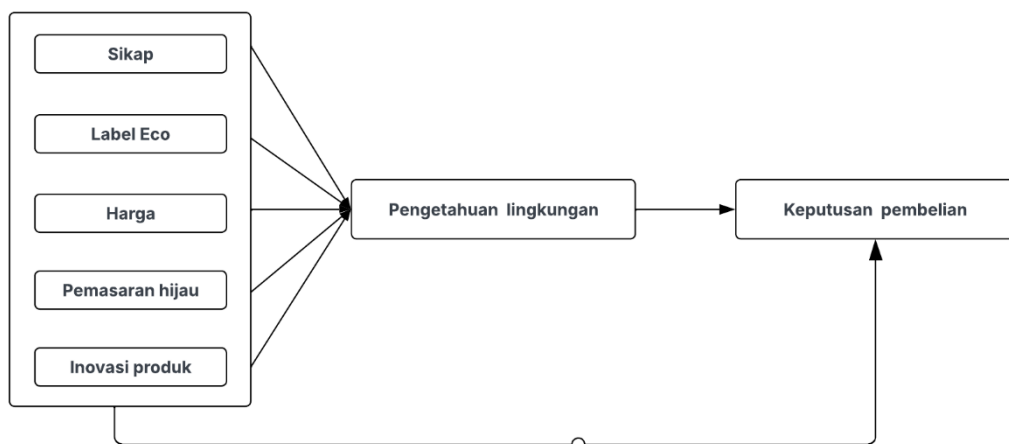 Sikap
Label Eco
Harga
Pengetahuan lingkungan
Keputusan pembelian
Pemasaran hijau
Inovasi produk